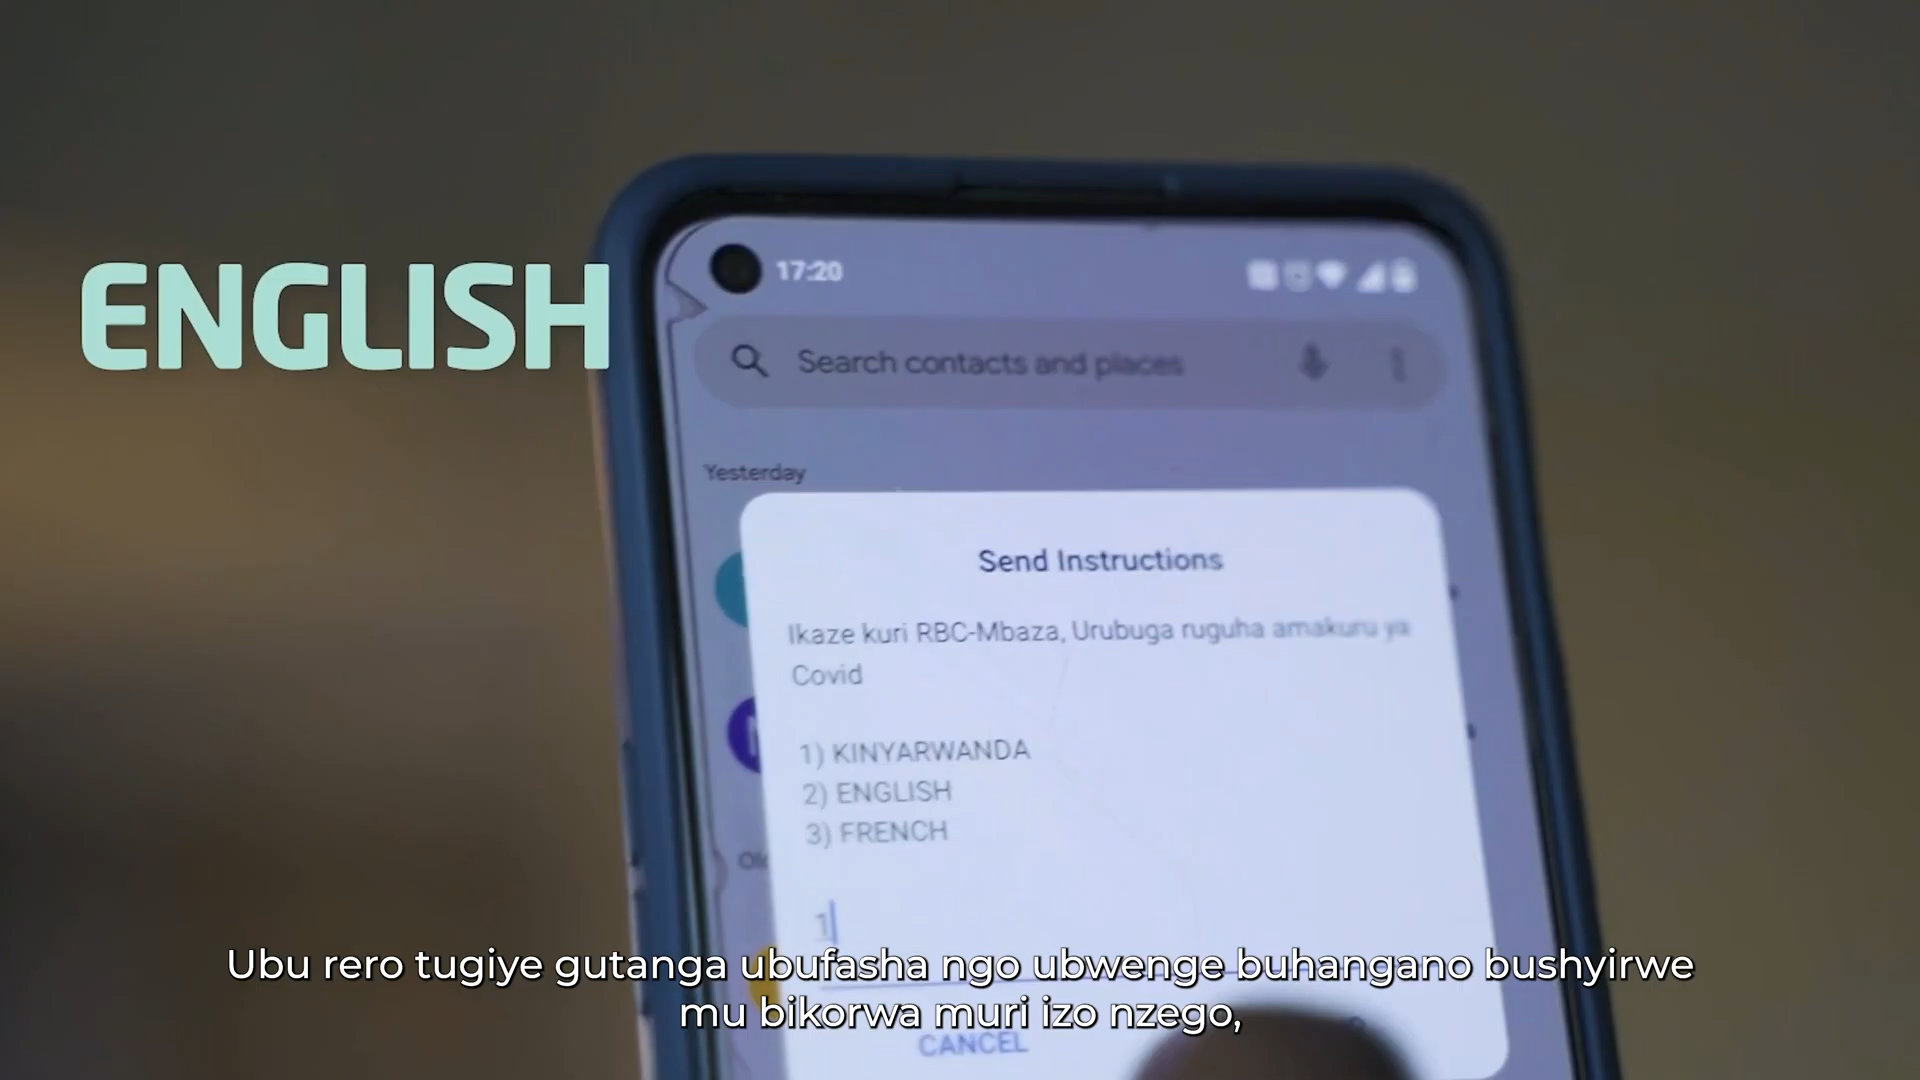 ENGLISH
17:20
Search contacts and places
Yesterday
Send Instructions
Ikaze kuri RBC-Mbaza, Urubuga ruguha amakuru ya
Covid
1) KINYARWANDA
2) ENGLISH
3) FRENCH
1
Ubu rero tugiye gutanga ubufasha ngo ubwenge buhangano bushyirwe
mu bikorwa muri izo nzego,
CANCEL